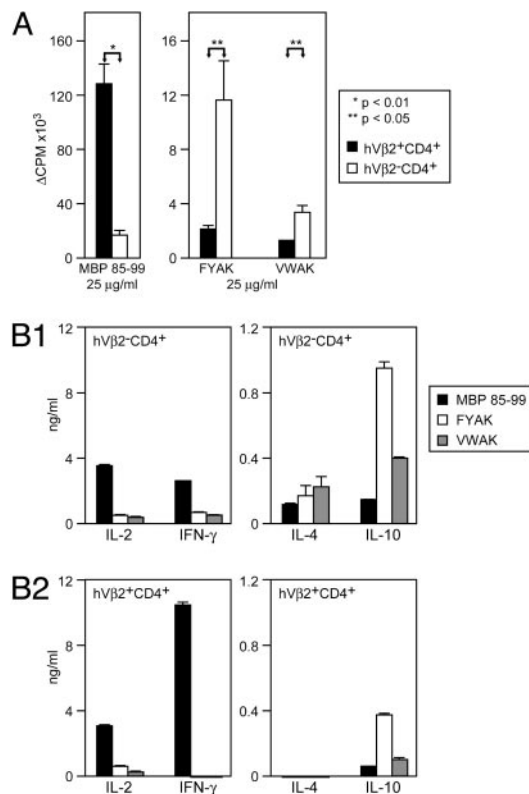 A
160
120
80
40
0
ΔCPM x10³
*
MBP 85-99
25 µg/ml
16
12
8
4
0
**
**
FYAK
VWAK
25 µg/ml
* p < 0.01
** p < 0.05
hVβ2⁺CD4⁺
hVβ2⁻CD4⁺
B1
hVβ2⁻CD4⁺
12
8
4
0
ng/ml
IL-2
IFN-γ
hVβ2⁻CD4⁺
1.2
0.8
0.4
0
IL-4
IL-10
MBP 85-99
FYAK
VWAK
B2
hVβ2⁺CD4⁺
12
8
4
0
ng/ml
IL-2
IFN-γ
hVβ2⁺CD4⁺
1.2
0.8
0.4
0
IL-4
IL-10